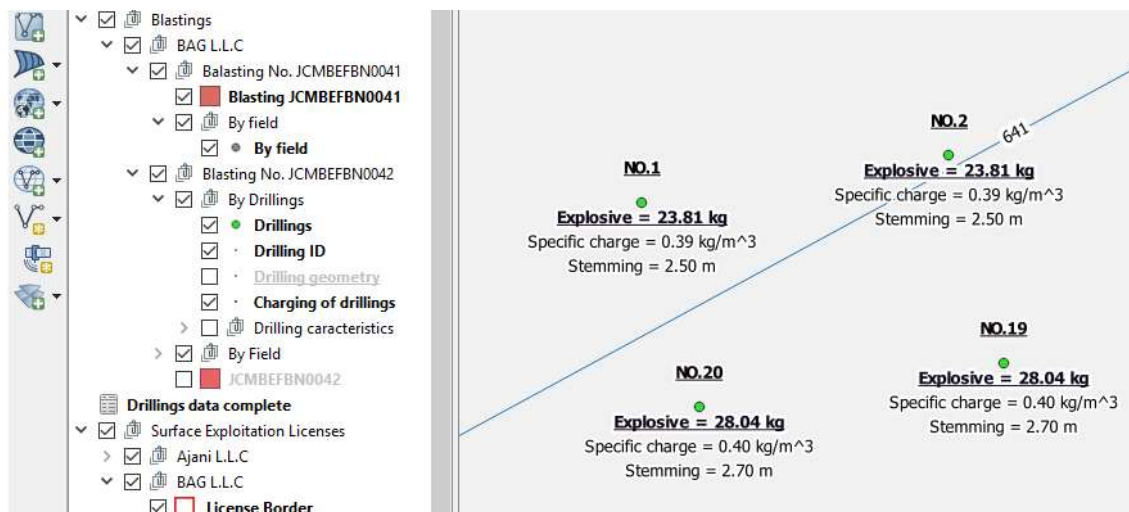 Blastings
BAG L.L.C
Balasting No. JCMBEFBN0041
Blasting JCMBEFBN0041
By field
By field
Blasting No. JCMBEFBN0042
By Drillings
Drillings
Drilling ID
Drilling geometry
Charging of drillings
Drilling caracteristics
By Field
JCMBEFBN0042
Drillings data complete
Surface Exploitation Licenses
Ajani L.L.C
BAG L.L.C
License Border
641
NO.2
Explosive = 23.81 kg
Specific charge = 0.39 kg/m^3
Stemming = 2.50 m
NO.1
Explosive = 23.81 kg
Specific charge = 0.39 kg/m^3
Stemming = 2.50 m
NO.19
Explosive = 28.04 kg
Specific charge = 0.40 kg/m^3
Stemming = 2.70 m
NO.20
Explosive = 28.04 kg
Specific charge = 0.40 kg/m^3
Stemming = 2.70 m